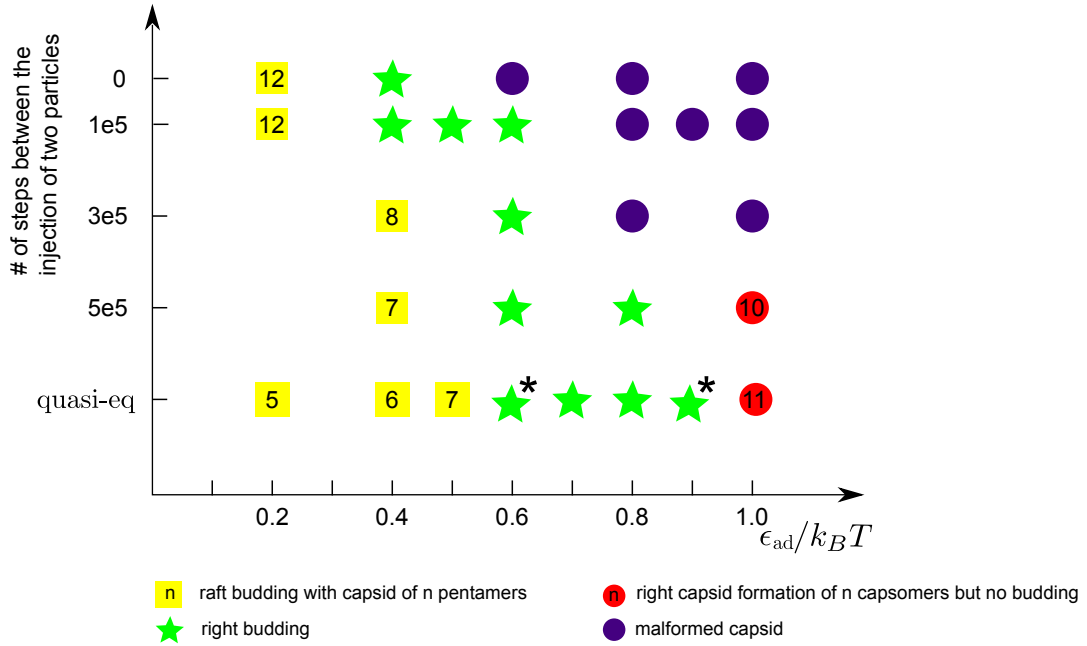 # of steps between the
injection of two particles
0 12
1e5 12
3e5 8
5e5 7 10
quasi-eq 5 6 7 * * 11
0.2 0.4 0.6 0.8 1.0
ϵ_ad/k_BT
n raft budding with capsid of n pentamers
n right capsid formation of n capsomers but no budding
right budding
malformed capsid